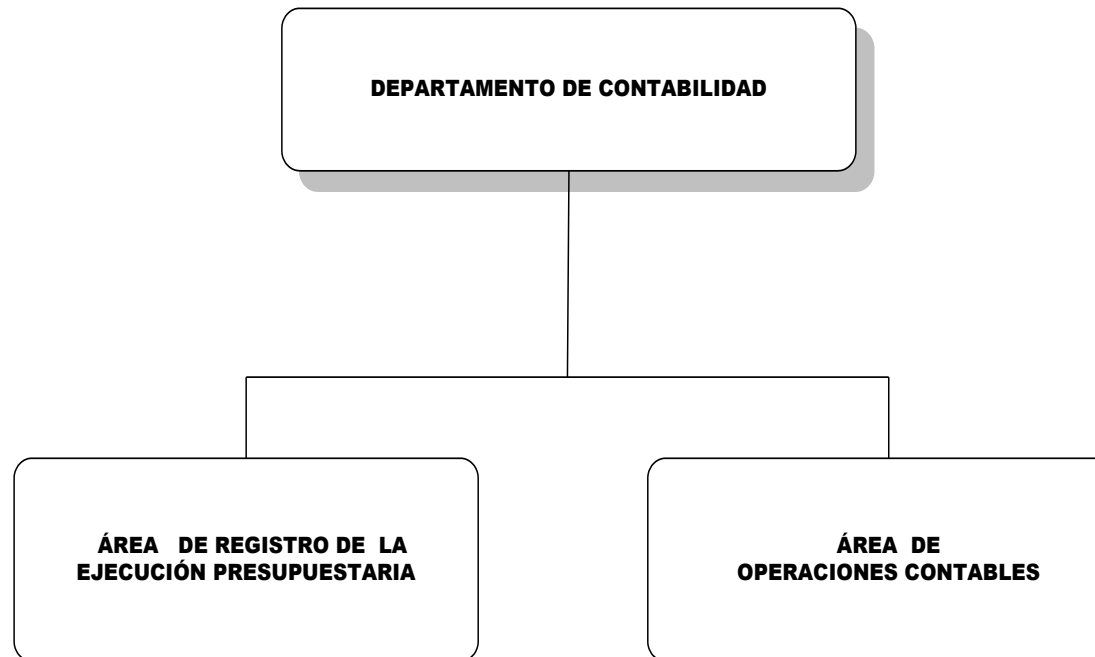 DEPARTAMENTO DE CONTABILIDAD
ÁREA DE REGISTRO DE LA
EJECUCIÓN PRESUPUESTARIA
ÁREA DE
OPERACIONES CONTABLES